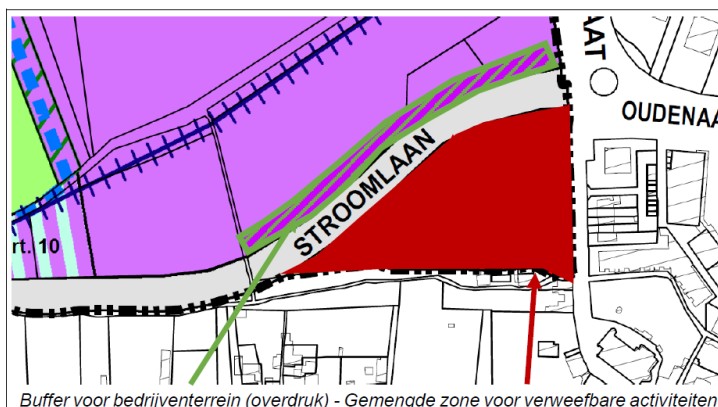 AAT
OUDENAA
STROOMLAAN
rt. 10
Buffer voor bedrijventerrein (overdruk) - Gemengde zone voor verweefbare activiteiten